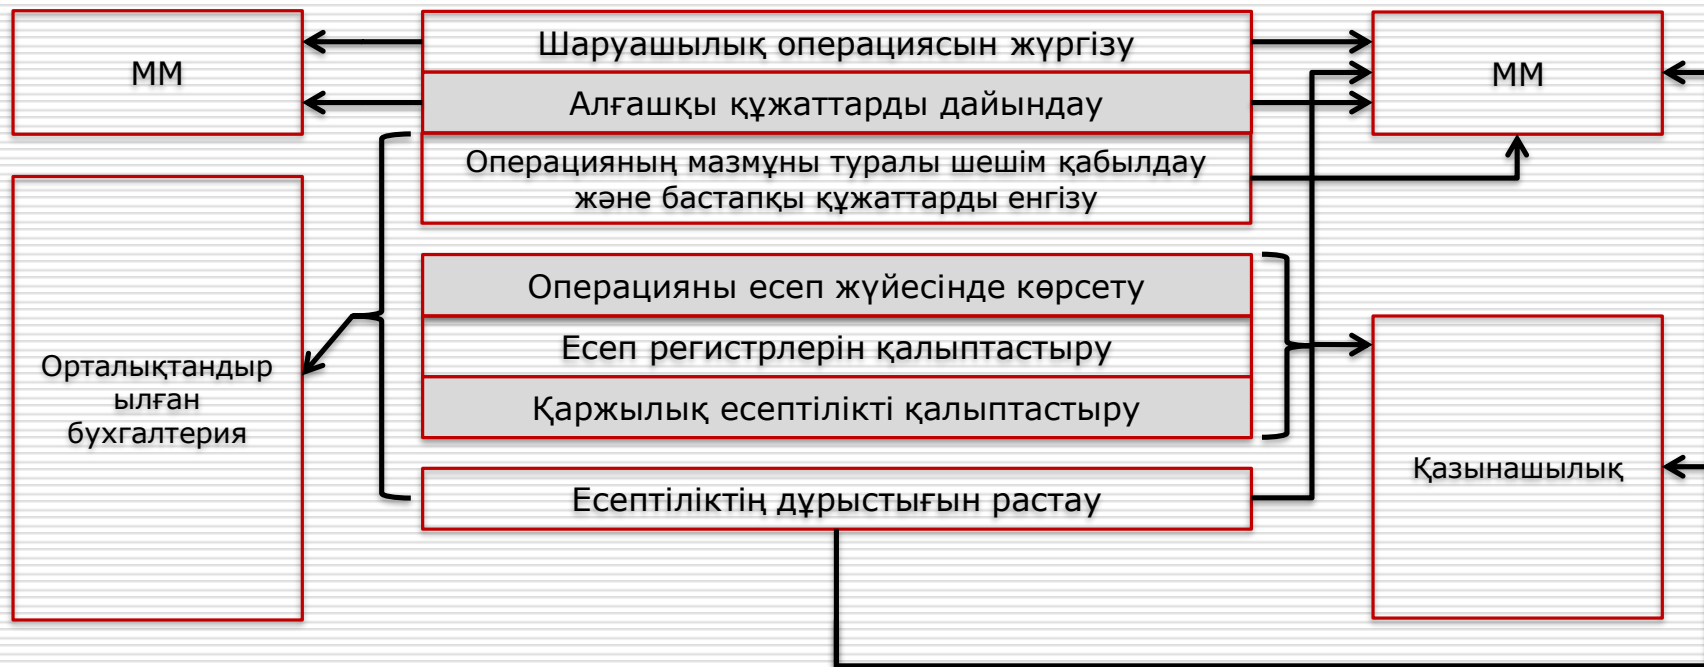 ММ
Шаруашылық операциясын жүргізу
ММ
Алғашқы құжаттарды дайындау
Операцияның мазмұны туралы шешім қабылдау
және бастапқы құжаттарды енгізу
Операцияны есеп жүйесінде көрсету
Есеп регистрлерін қалыптастыру
Қаржылық есептілікті қалыптастыру
Орталықтандыр
ылған
бухгалтерия
Қазынашылық
Есептіліктің дұрыстығын растау